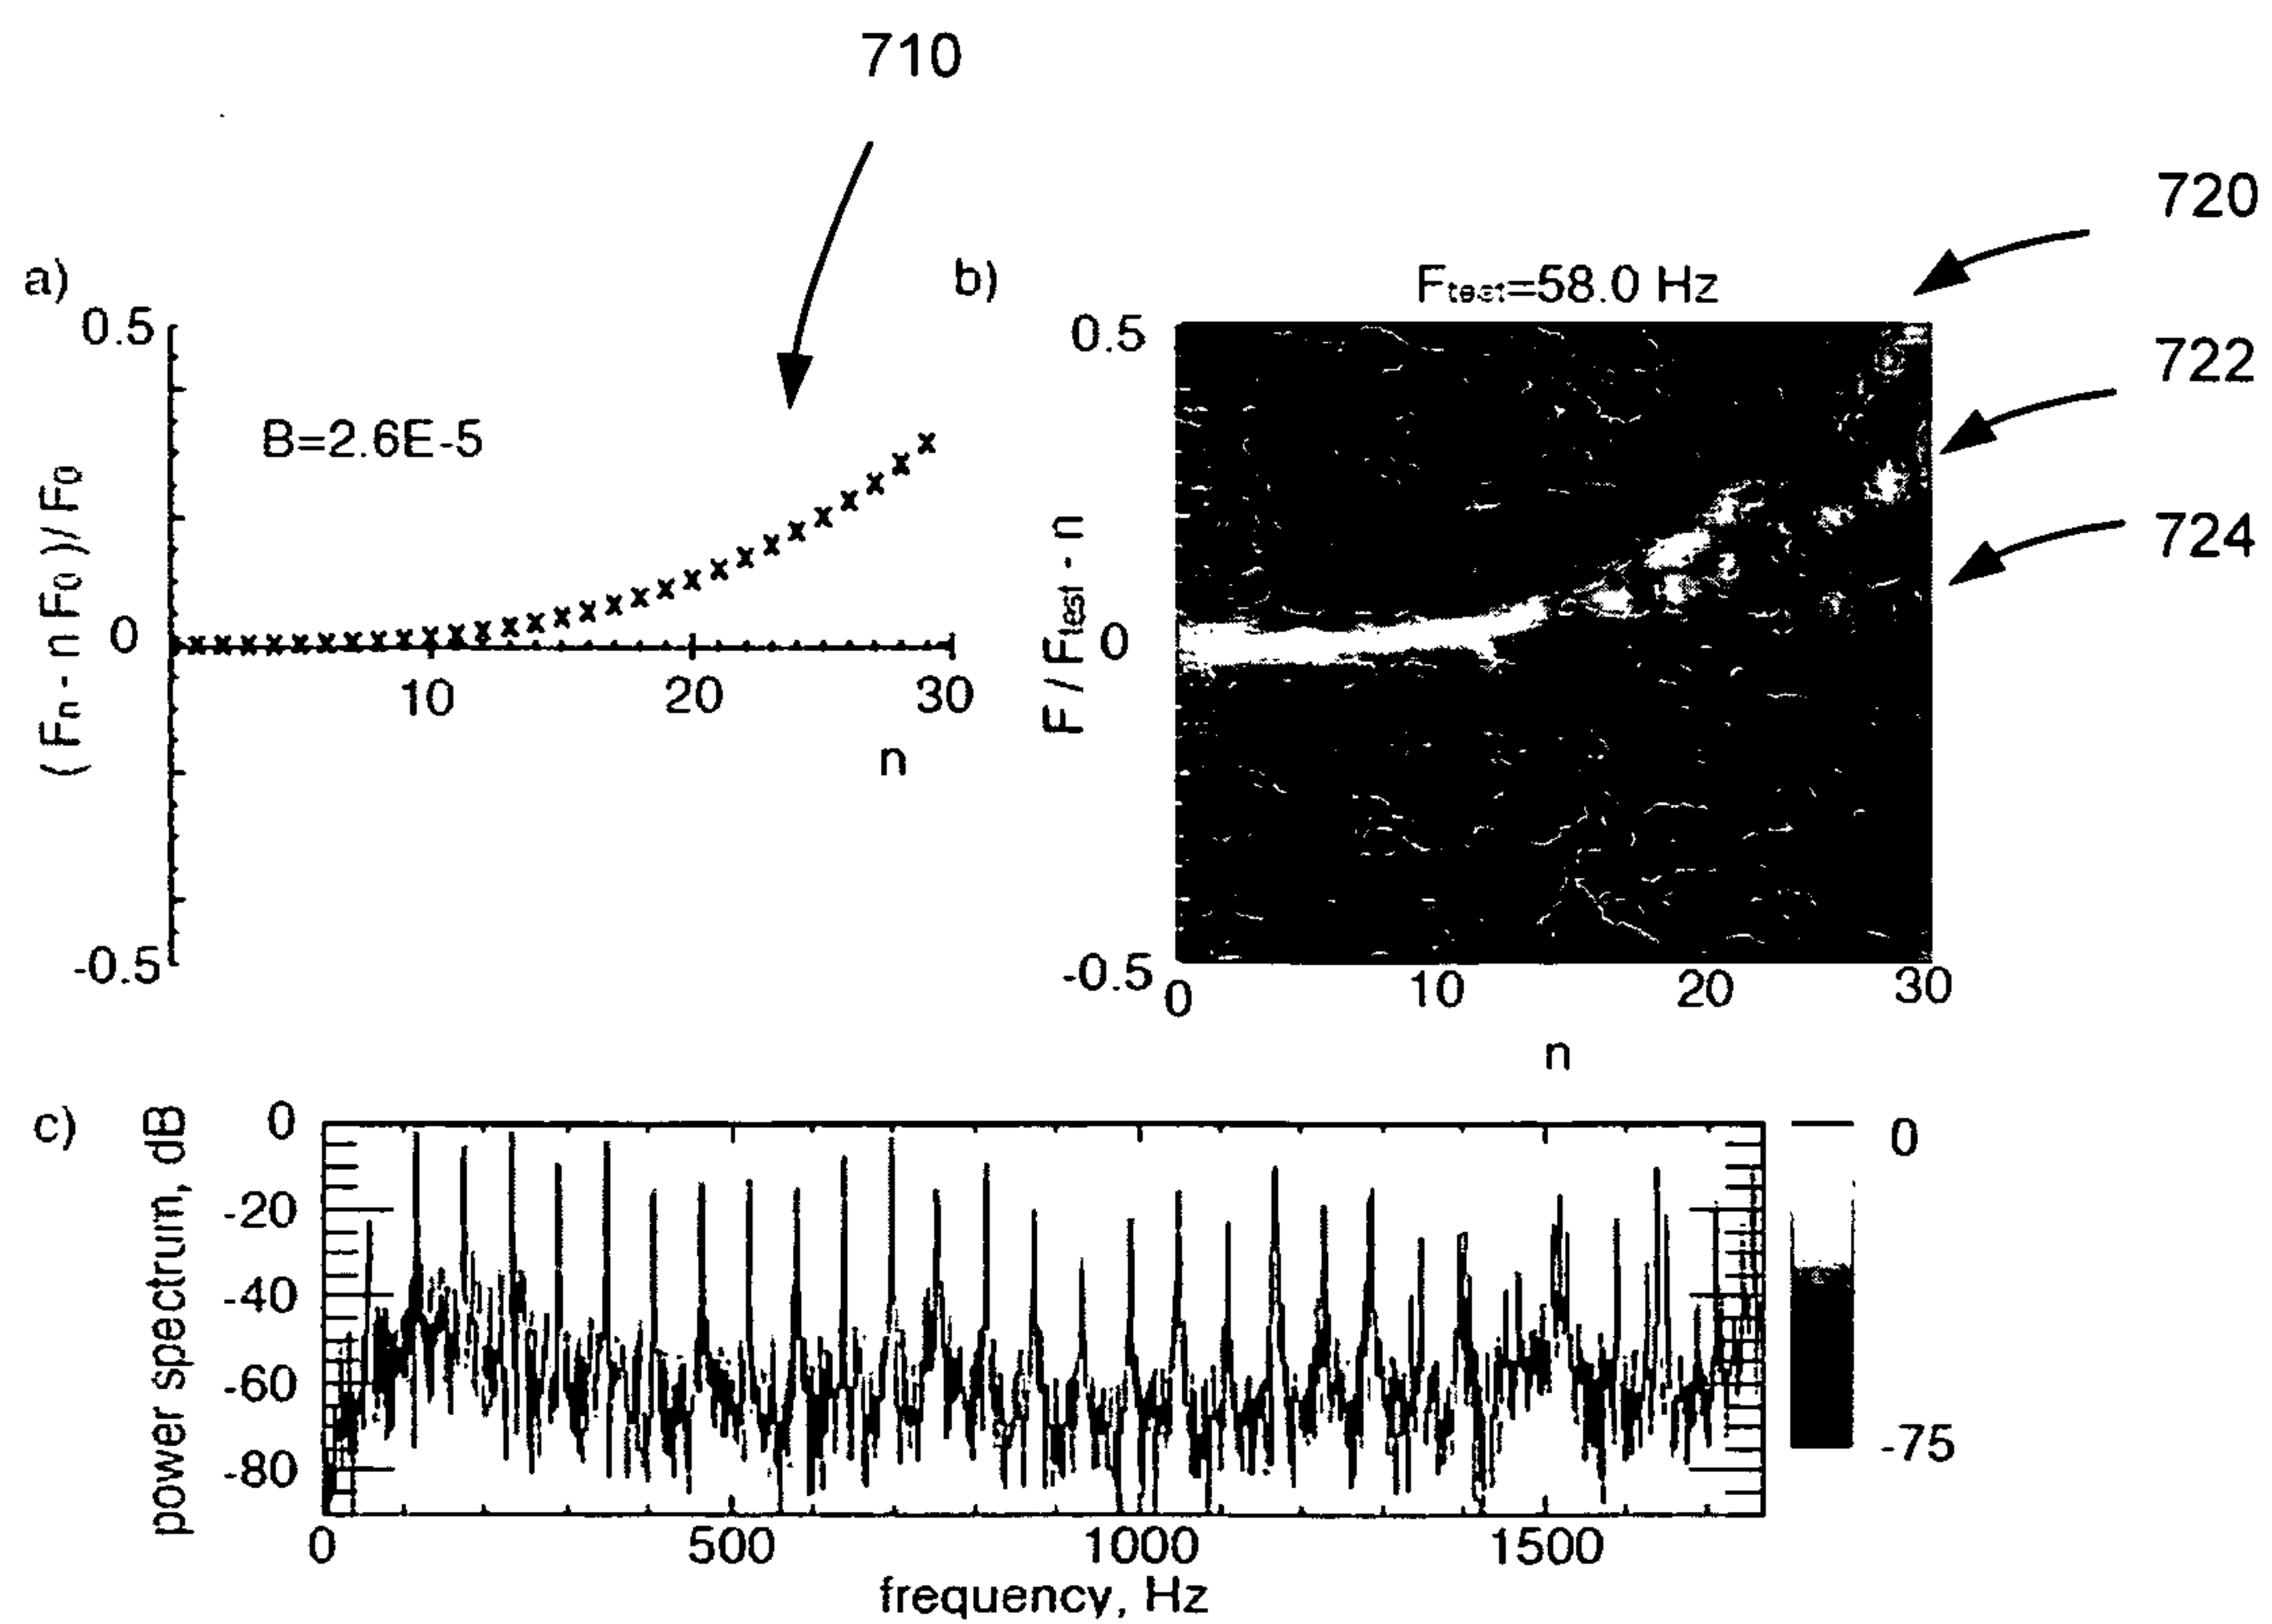 710
720
722
724
a)
0.5
0
-0.5
B=2.6E-5
(Fn - n F0 )/ F0
10
20
30
n
b)
Ftest=58.0 Hz
0.5
0
-0.5
F / Ftest - n
0
10
20
30
n
c)
power spectrum, dB
0
-20
-40
-60
-80
0
500
1000
1500
frequency, Hz
0
-75